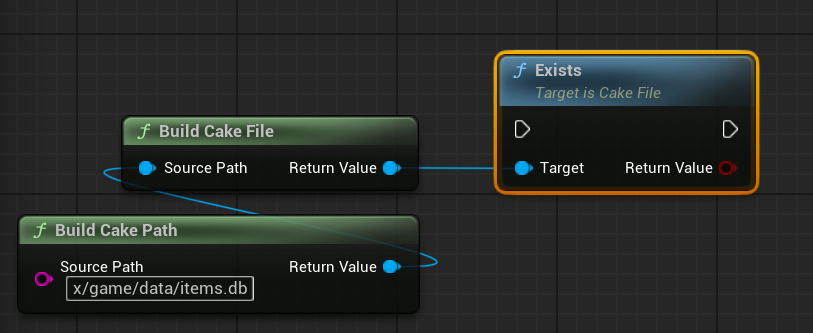 Exists
Target is Cake File
Build Cake File
Source Path Return Value
Target Return Value
Build Cake Path
Source Path Return Value
x/game/data/items.db